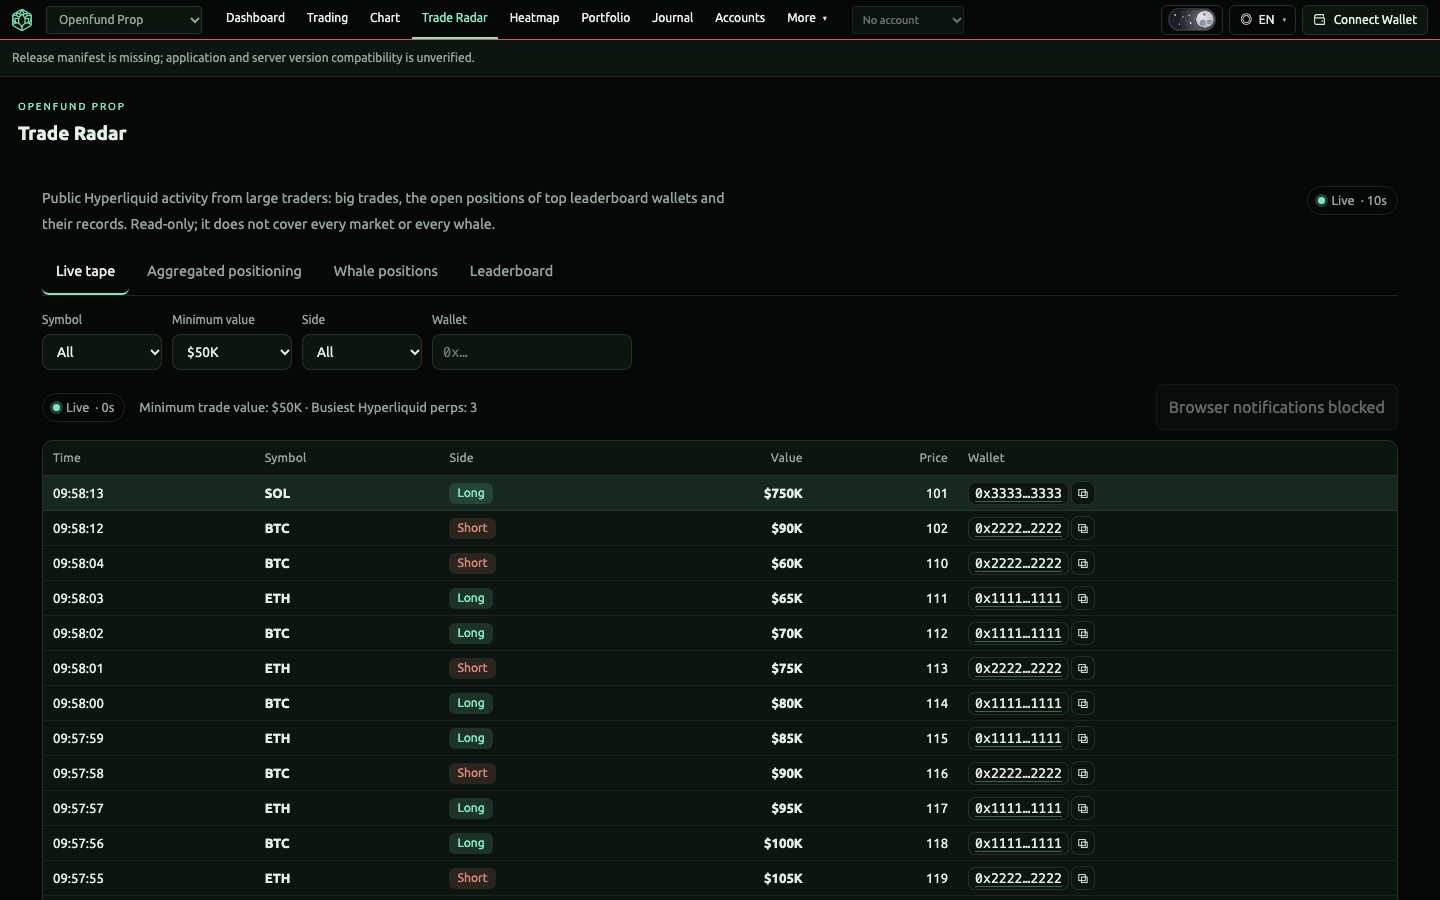 Openfund Prop Dashboard Trading Chart Trade Radar Heatmap Portfolio Journal Accounts More No account EN Connect Wallet
Release manifest is missing; application and server version compatibility is unverified.
OPENFUND PROP
Trade Radar
Public Hyperliquid activity from large traders: big trades, the open positions of top leaderboard wallets and
their records. Read-only; it does not cover every market or every whale.
Live · 10s
Live tape Aggregated positioning Whale positions Leaderboard
Symbol Minimum value Side Wallet
All $50K All 0x…
Live · 0s Minimum trade value: $50K · Busiest Hyperliquid perps: 3 Browser notifications blocked
Time Symbol Side Value Price Wallet
09:58:13 SOL Long $750K 101 0x3333…3333
09:58:12 BTC Short $90K 102 0x2222…2222
09:58:04 BTC Short $60K 110 0x2222…2222
09:58:03 ETH Long $65K 111 0x1111…1111
09:58:02 BTC Long $70K 112 0x1111…1111
09:58:01 ETH Short $75K 113 0x2222…2222
09:58:00 BTC Long $80K 114 0x1111…1111
09:57:59 ETH Long $85K 115 0x1111…1111
09:57:58 BTC Short $90K 116 0x2222…2222
09:57:57 ETH Long $95K 117 0x1111…1111
09:57:56 BTC Long $100K 118 0x1111…1111
09:57:55 ETH Short $105K 119 0x2222…2222